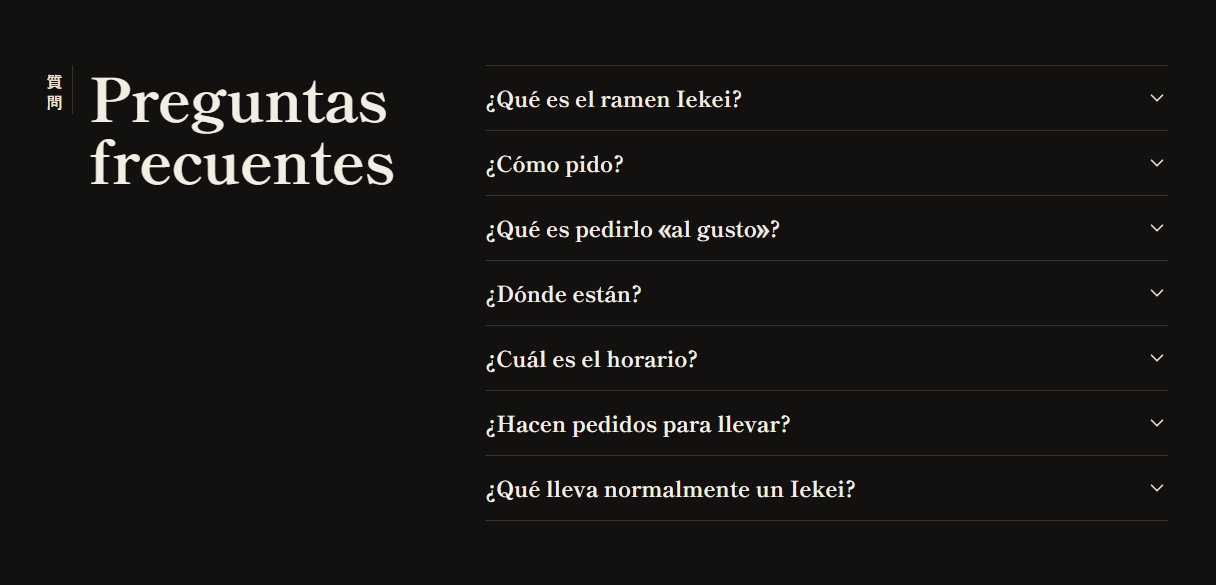 質問
Preguntas
frecuentes
¿Qué es el ramen Iekei?
¿Cómo pido?
¿Qué es pedirlo «al gusto»?
¿Dónde están?
¿Cuál es el horario?
¿Hacen pedidos para llevar?
¿Qué lleva normalmente un Iekei?